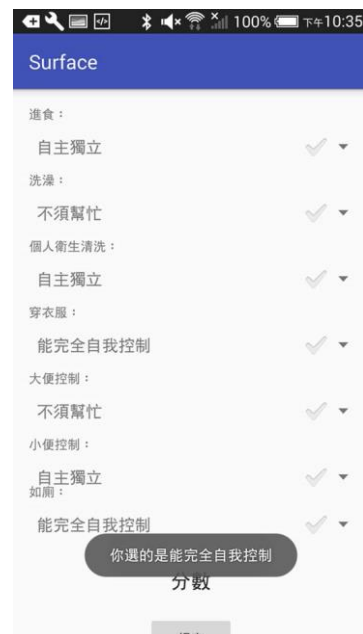 100% 下午10:35
Surface
進食：
自主獨立
洗澡：
不須幫忙
個人衛生清洗：
自主獨立
穿衣服：
能完全自我控制
大便控制：
不須幫忙
小便控制：
自主獨立
如廁：
能完全自我控制
你選的是能完全自我控制
分數